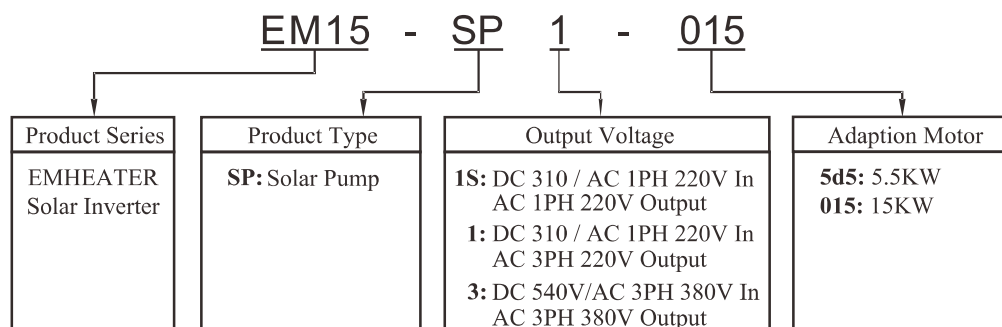 EM15 - SP 1 - 015
Product Series
EMHEATER
Solar Inverter
Product Type
SP: Solar Pump
Output Voltage
1S: DC 310 / AC 1PH 220V In
AC 1PH 220V Output
1: DC 310 / AC 1PH 220V In
AC 3PH 220V Output
3: DC 540V/AC 3PH 380V In
AC 3PH 380V Output
Adaption Motor
5d5: 5.5KW
015: 15KW